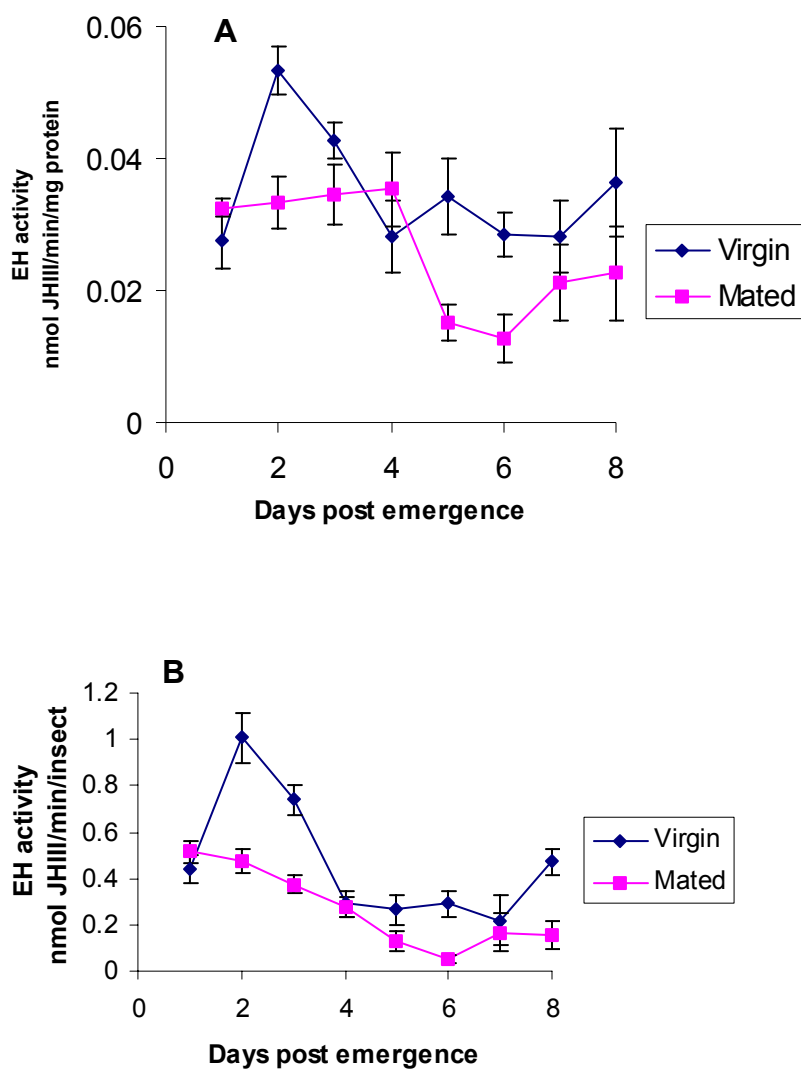 A
0.06
0.04
0.02
0
EH activity
nmol JHIII/min/mg protein
0 2 4 6 8
Days post emergence
Virgin
Mated
B
1.2
1
0.8
0.6
0.4
0.2
0
EH activity
nmol JHIII/min/insect
0 2 4 6 8
Days post emergence
Virgin
Mated